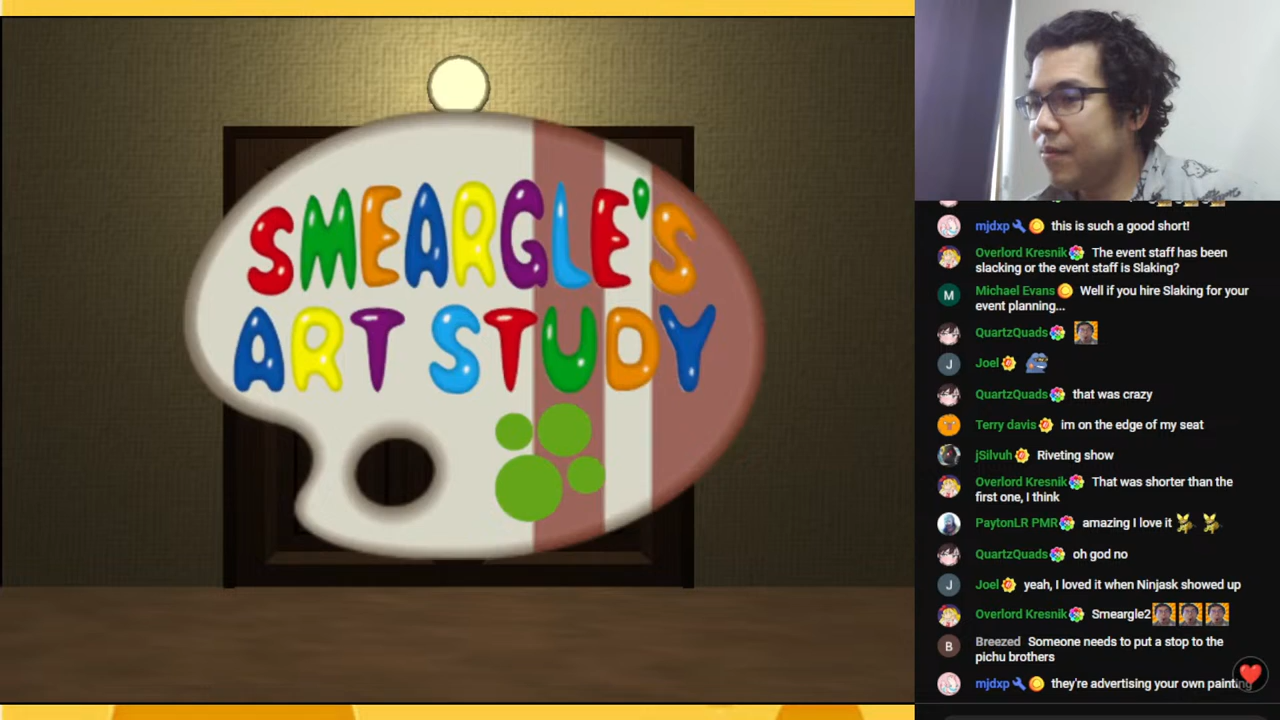 SMEARGLE'S
ART STUDY
mjdxp this is such a good short!
Overlord Kresnik The event staff has been
slacking or the event staff is Slaking?
M
Michael Evans Well if you hire Slaking for your
event planning...
QuartzQuads
J
Joel
QuartzQuads that was crazy
Terry davis im on the edge of my seat
jSilvuh Riveting show
Overlord Kresnik That was shorter than the
first one, I think
PaytonLR PMR amazing I love it
QuartzQuads oh god no
J
Joel yeah, I loved it when Ninjask showed up
Overlord Kresnik Smeargle2
B
Breezed Someone needs to put a stop to the
pichu brothers
mjdxp they're advertising your own painting